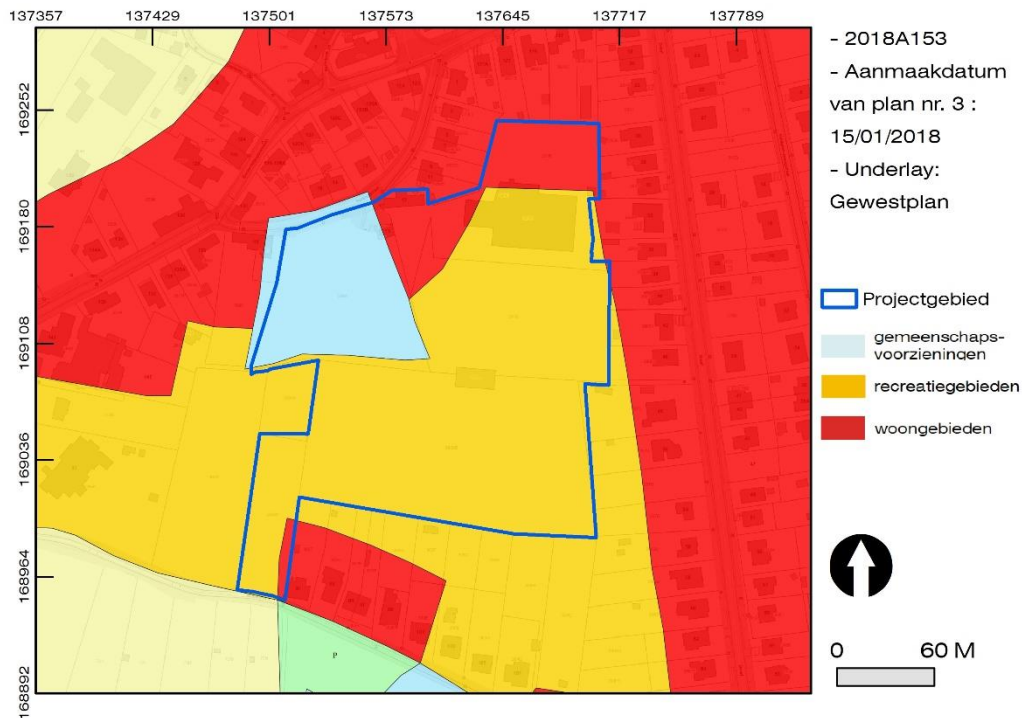 137357 137429 137501 137573 137645 137717 137789
169252
169180
169108
169036
168964
168892
- 2018A153
- Aanmaakdatum
van plan nr. 3 :
15/01/2018
- Underlay:
Gewestplan
Projectgebied
gemeenschaps-
voorzieningen
recreatiegebieden
woongebieden
P
0 60 M